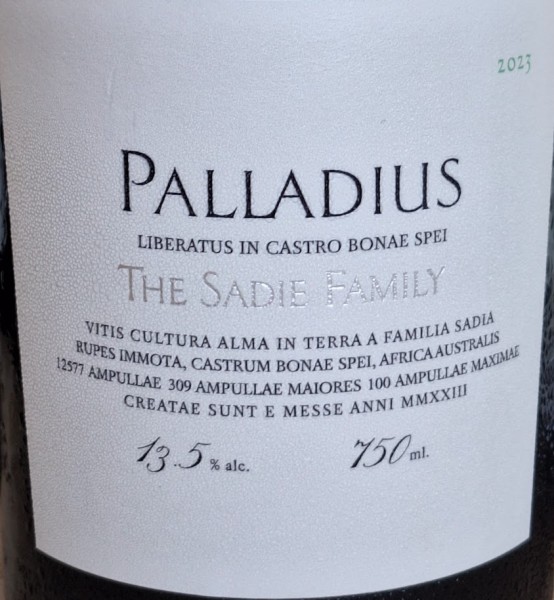 2023
PALLADIUS
LIBERATUS IN CASTRO BONAE SPEI
THE SADIE FAMILY
VITIS CULTURA ALMA IN TERRA A FAMILIA SADIA
RUPES IMMOTA, CASTRUM BONAE SPEI, AFRICA AUSTRALIS
12577 AMPULLAE 309 AMPULLAE MAIORES 100 AMPULLAE MAXIMAE
CREATAE SUNT E MESSE ANNI MMXXIII
13.5 % alc. 750 ml.